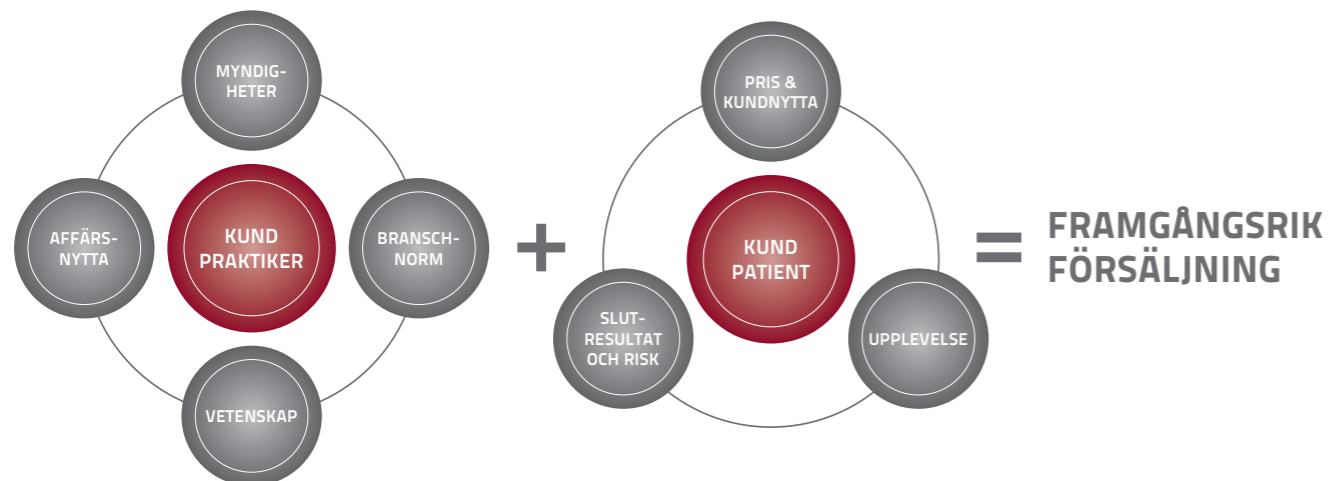 MYNDIG-
HETER
AFFÄRS-
NYTTA
KUND
PRAKTIKER
BRANSCH-
NORM
VETENSKAP
+
PRIS &
KUNDNYTTA
KUND
PATIENT
SLUT-
RESULTAT
OCH RISK
UPPLEVELSE
=
FRAMGÅNGSRIK
FÖRSÄLJNING